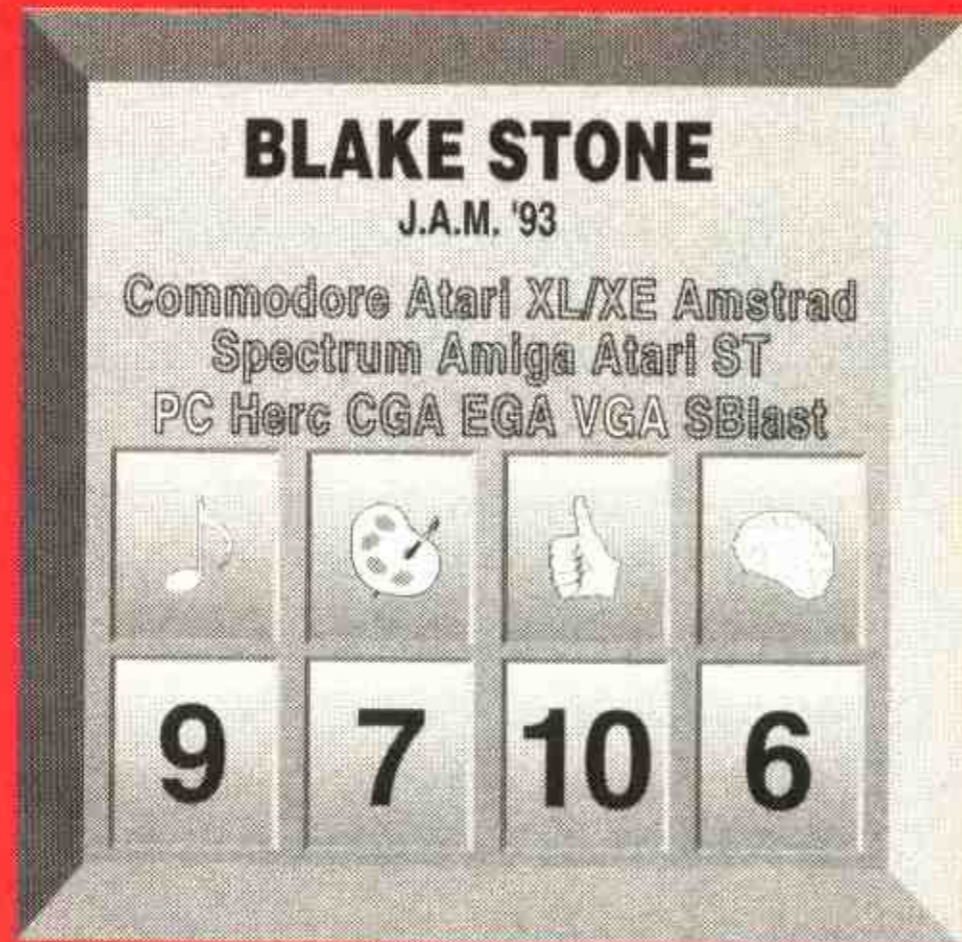 BLAKE STONE
J.A.M. '93
Commodore Atari XL/XE Amstrad
Spectrum Amiga Atari ST
PC Herc CGA EGA VGA SBlast
9 7 10 6